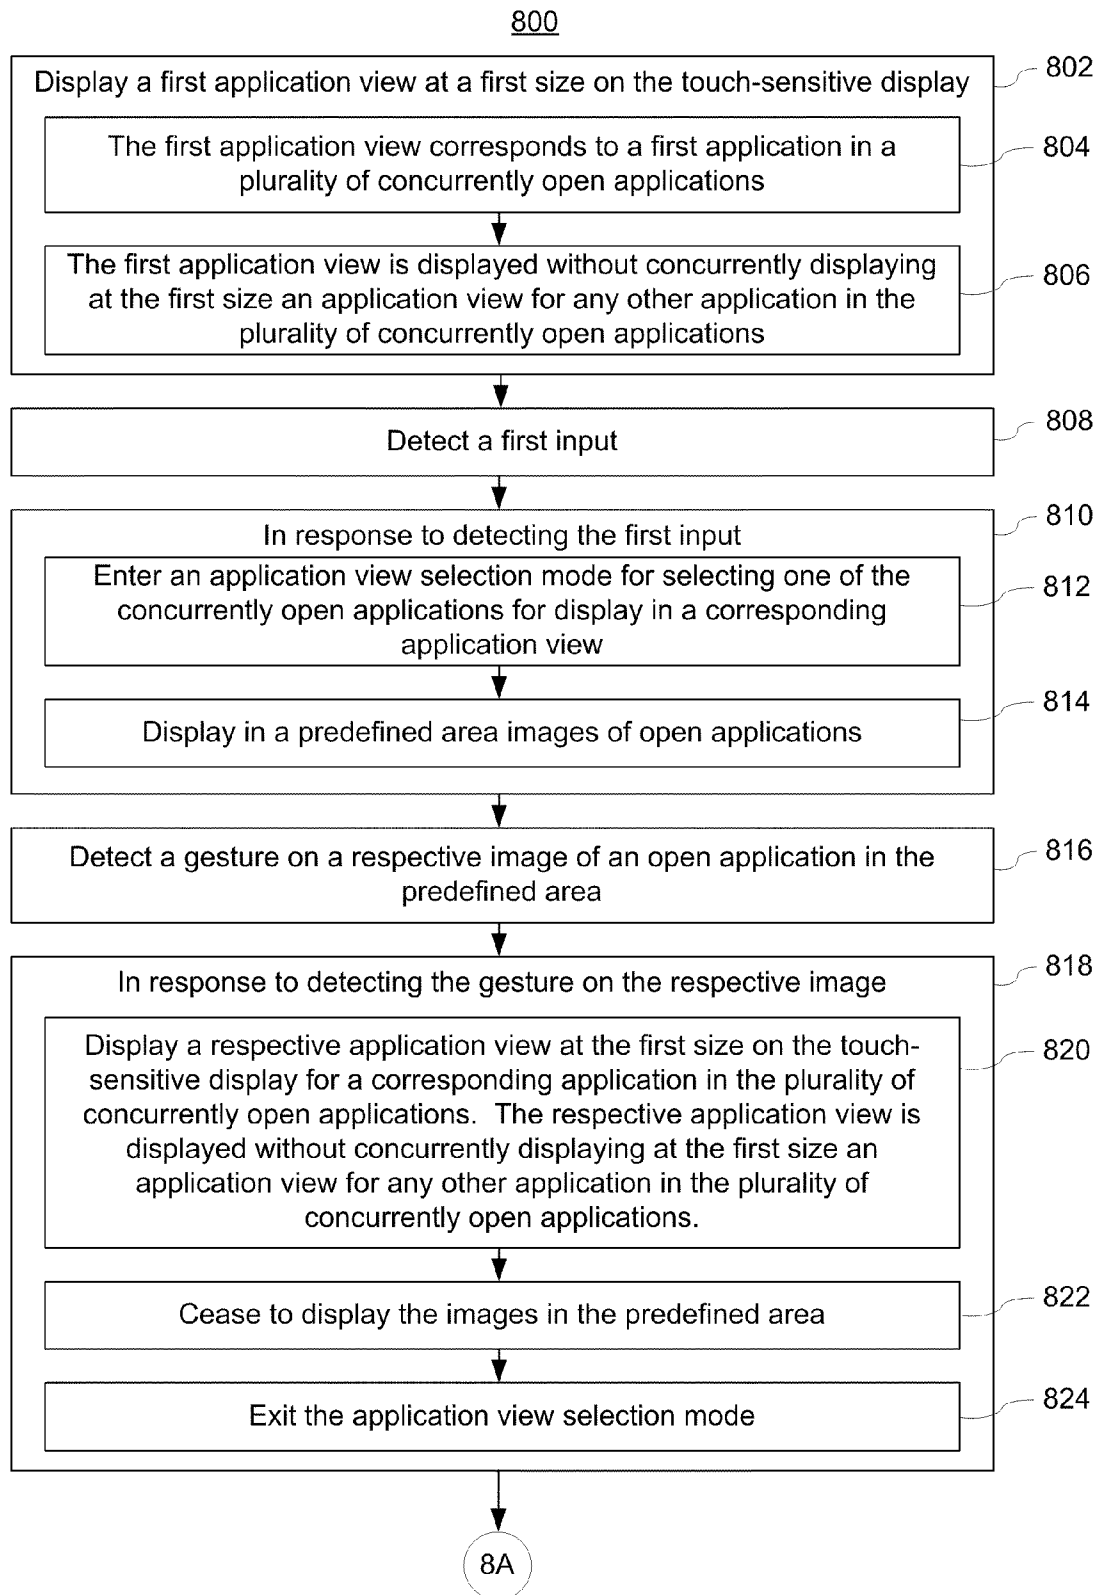 800
Display a first application view at a first size on the touch-sensitive display
802
The first application view corresponds to a first application in a
plurality of concurrently open applications
804
The first application view is displayed without concurrently displaying
at the first size an application view for any other application in the
plurality of concurrently open applications
806
Detect a first input
808
In response to detecting the first input
810
Enter an application view selection mode for selecting one of the
concurrently open applications for display in a corresponding
application view
812
Display in a predefined area images of open applications
814
Detect a gesture on a respective image of an open application in the
predefined area
816
In response to detecting the gesture on the respective image
818
Display a respective application view at the first size on the touch-
sensitive display for a corresponding application in the plurality of
concurrently open applications.  The respective application view is
displayed without concurrently displaying at the first size an
application view for any other application in the plurality of
concurrently open applications.
820
Cease to display the images in the predefined area
822
Exit the application view selection mode
824
8A